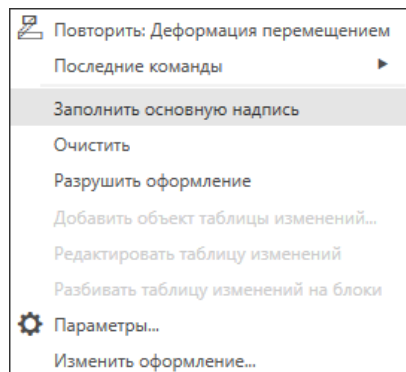 Повторить: Деформация перемещением
Последние команды
Заполнить основную надпись
Очистить
Разрушить оформление
Добавить объект таблицы изменений...
Редактировать таблицу изменений
Разбивать таблицу изменений на блоки
Параметры...
Изменить оформление...